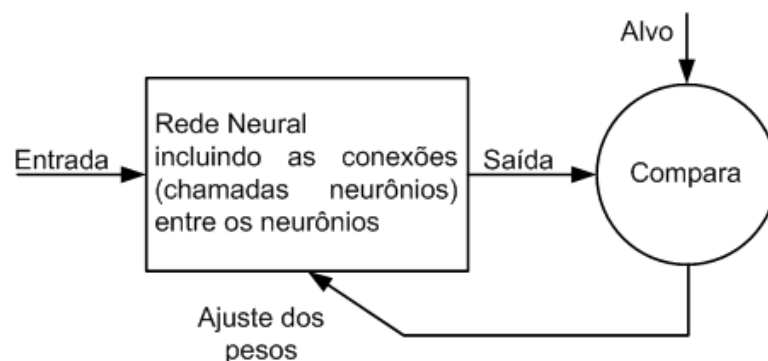 Alvo
Rede Neural
incluindo as conexões
(chamadas neurônios)
entre os neurônios
Entrada
Saída
Compara
Ajuste dos
pesos